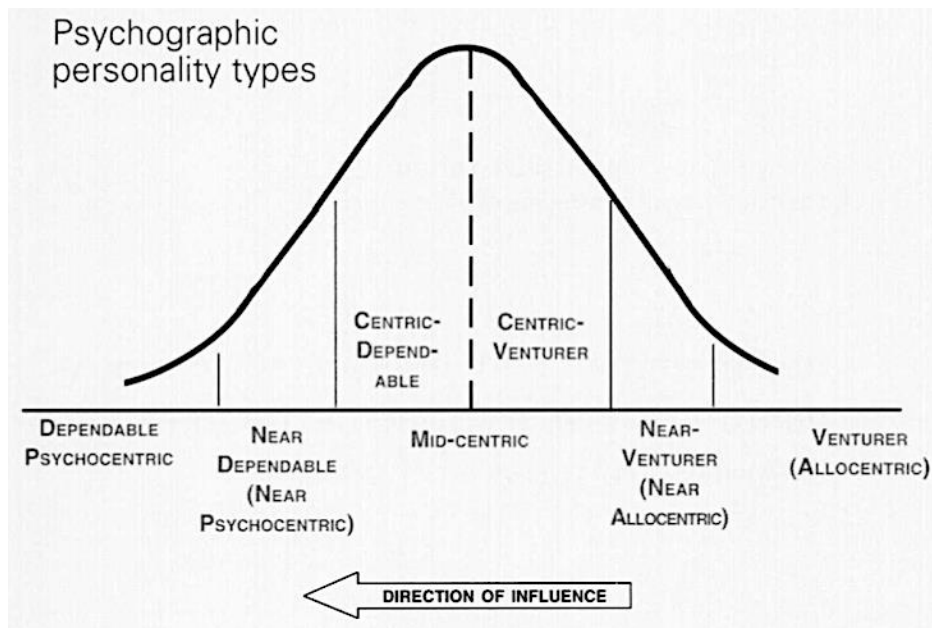 Psychographic
personality types
CENTRIC-
DEPEND-
ABLE
CENTRIC-
VENTURER
DEPENDABLE
PSYCHOCENTRIC
NEAR
DEPENDABLE
(NEAR
PSYCHOCENTRIC)
MID-CENTRIC
NEAR-
VENTURER
(NEAR
ALLOCENTRIC)
VENTURER
(ALLOCENTRIC)
DIRECTION OF INFLUENCE